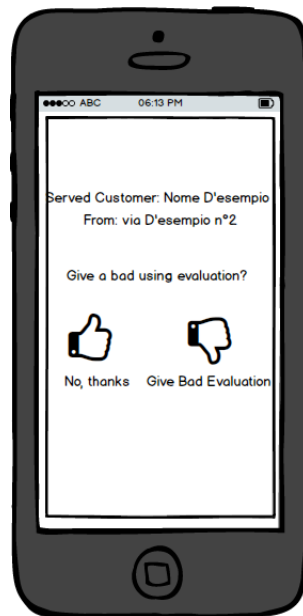 ABC 06:13 PM
Served Customer: Nome D'esempio
From: via D'esempio n°2
Give a bad using evaluation?
No, thanks Give Bad Evaluation